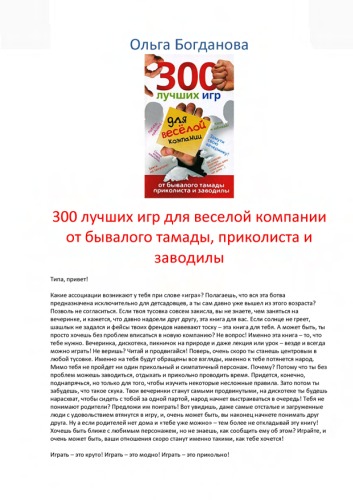 Ольга Богданова
300
лучших игр
для
весёлой
компании
от бывалого тамады,
приколиста и заводилы
300 лучших игр для веселой компании
от бывалого тамады, приколиста и
заводилы
Типа, привет!
Какие ассоциации возникают у тебя при слове «игра»? Полагаешь, что вся эта ботва
предназначена исключительно для детсадовцев, а ты сам давно уже вышел из этого возраста?
Позволь не согласиться. Если твоя тусовка совсем закисла, вы не знаете, чем заняться на
вечеринке, и кажется, что давно надоели друг другу, эта книга для вас. Если солнце не греет,
шашлык не задался и фейсы твоих брендов навевают тоску – эта книга для тебя. А может быть, ты
просто хочешь без проблем вписаться в новую компанию? Не вопрос! Именно эта книга – то, что
тебе нужно. Вечеринка, дискотека, пикничок на природе и даже лекция или урок – везде и всегда
можно играть! Не веришь? Читай и продвигайся! Поверь, очень скоро ты станешь центровым в
любой тусовке. Именно на тебя будут обращены все взгляды, именно к тебе потянется народ.
Мимо тебя не пройдет ни один прикольный и симпатичный персонаж. Почему? Потому что ты без
проблем можешь заводиться, отдыхать и прикольно проводить время. Придется, конечно,
поднапрячься, но только для того, чтобы изучить некоторые несложные правила. Зато потом ты
забудешь, что такое скука. Твои вечеринки станут самыми продвинутыми, на дискотеке ты будешь
нарасхват, чтобы сидеть с тобой за одной партой, народ начнет выстраиваться в очередь! Тебя не
понимают родители? Предложи им поиграть! Вот увидишь, даже самые отсталые и загруженные
люди с удовольствием втянутся в игру, и, очень может быть, вы наконец начнете понимать друг
друга. Ну а если родителей нет дома и «тебе уже можно» – тем более не откладывай эту книгу!
Хочешь быть ближе с любимым персонажем, но не знаешь, как сообщить ему об этом? Играйте, и
очень может быть, ваши отношения скоро станут именно такими, как тебе хочется!
Играть – это круто! Играть – это модно! Играть – это прикольно!